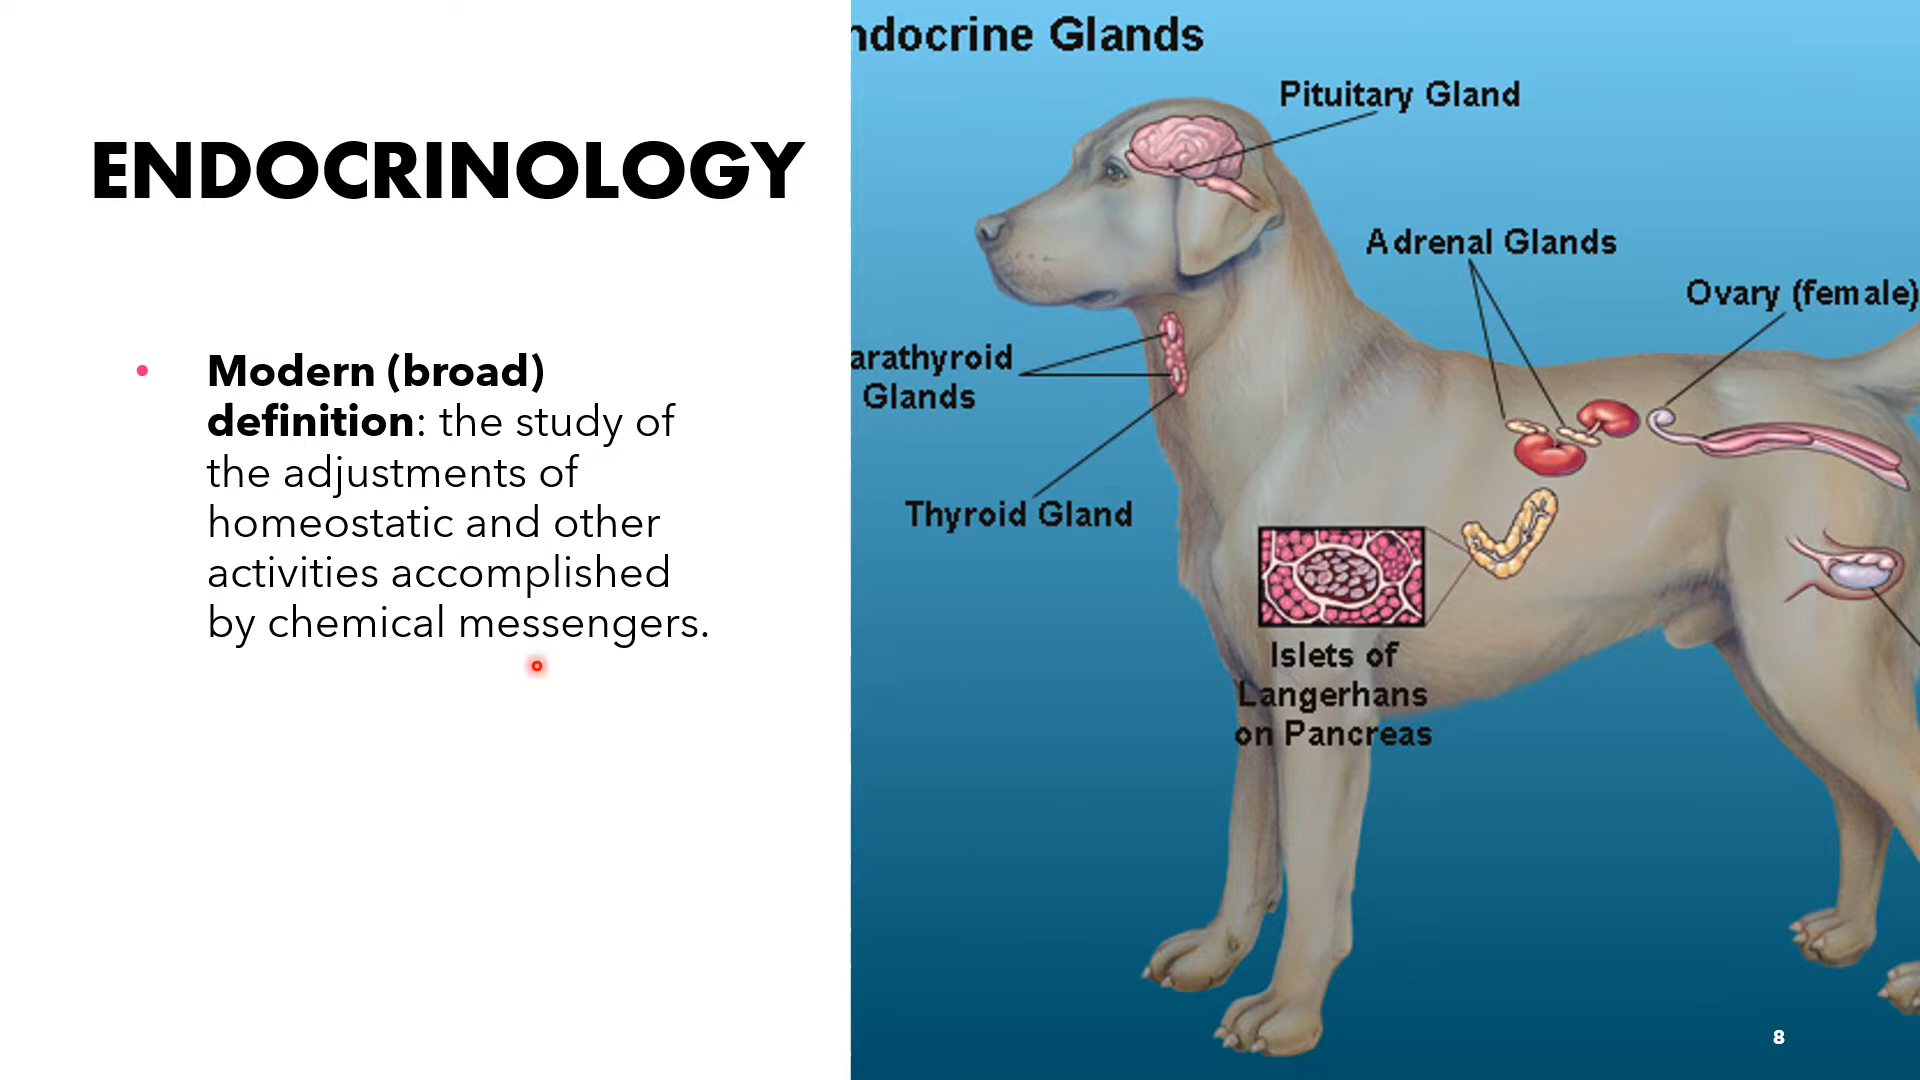 ENDOCRINOLOGY
• Modern (broad)
definition: the study of
the adjustments of
homeostatic and other
activities accomplished
by chemical messengers.
ndocrine Glands
Pituitary Gland
Adrenal Glands
Ovary (female)
arathyroid
Glands
Thyroid Gland
Islets of
Langerhans
on Pancreas
8